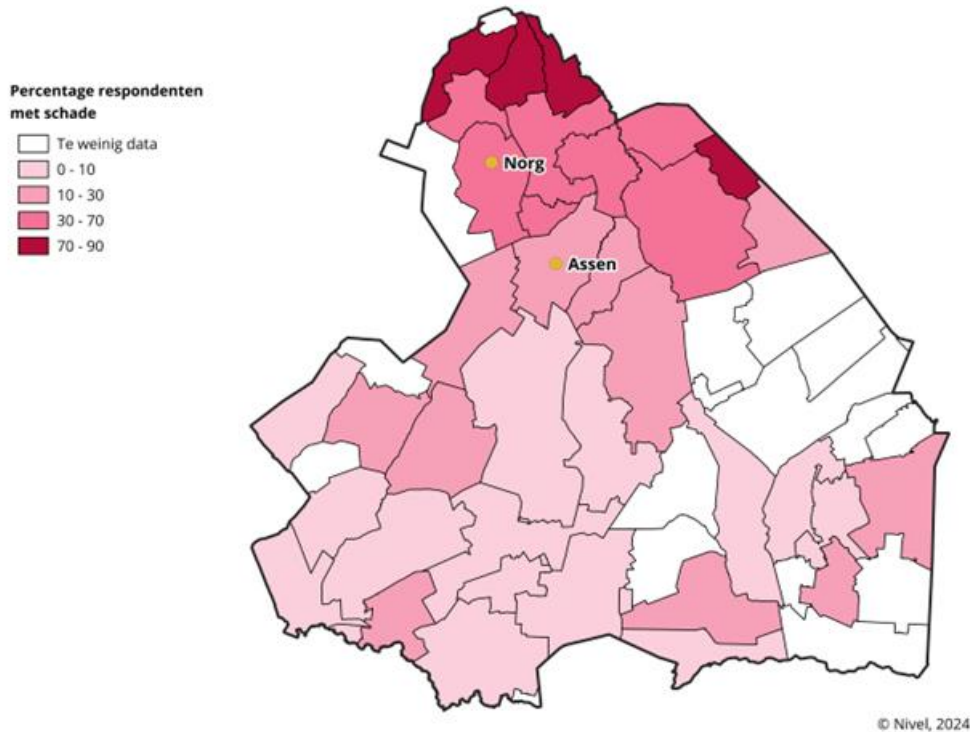 Percentage respondenten
met schade
Te weinig data
0 - 10
10 - 30
30 - 70
70 - 90
Norg
Assen
© Nivel, 2024